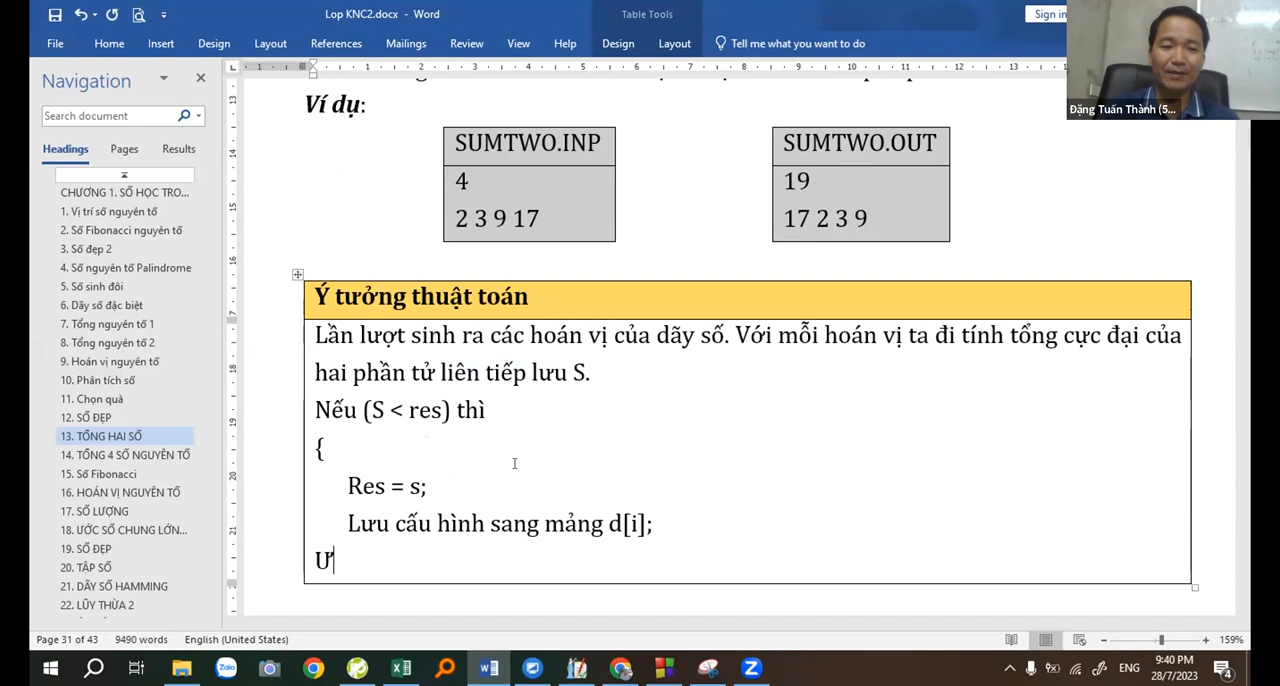 Lop KNC2.docx - Word
Table Tools
Sign in
File Home Insert Design Layout References Mailings Review View Help Design Layout Tell me what you want to do
Đặng Tuấn Thành (5...
Navigation
Search document
Headings Pages Results
CHƯƠNG 1. SỐ HỌC TRO...
1. Vị trí số nguyên tố
2. Số Fibonacci nguyên tố
3. Số đẹp 2
4. Số nguyên tố Palindrome
5. Số sinh đôi
6. Dãy số đặc biệt
7. Tổng nguyên tố 1
8. Tổng nguyên tố 2
9. Hoán vị nguyên tố
10. Phân tích số
11. Chọn quà
12. SỐ ĐẸP
13. TỔNG HAI SỐ
14. TỔNG 4 SỐ NGUYÊN TỐ
15. Số Fibonacci
16. HOÁN VỊ NGUYÊN TỐ
17. SỐ LƯỢNG
18. ƯỚC SỐ CHUNG LỚN...
19. SỐ ĐẸP
20. TẬP SỐ
21. DÃY SỐ HAMMING
22. LŨY THỪA 2
Ví dụ:
SUMTWO.INP SUMTWO.OUT
4 19
2 3 9 17 17 2 3 9
Ý tưởng thuật toán
Lần lượt sinh ra các hoán vị của dãy số. Với mỗi hoán vị ta đi tính tổng cực đại của
hai phần tử liên tiếp lưu S.
Nếu (S < res) thì
{
Res = s;
Lưu cấu hình sang mảng d[i];
Ư
Page 31 of 43 9490 words English (United States) 159%
Zalo
ENG
9:40 PM
28/7/2023
4